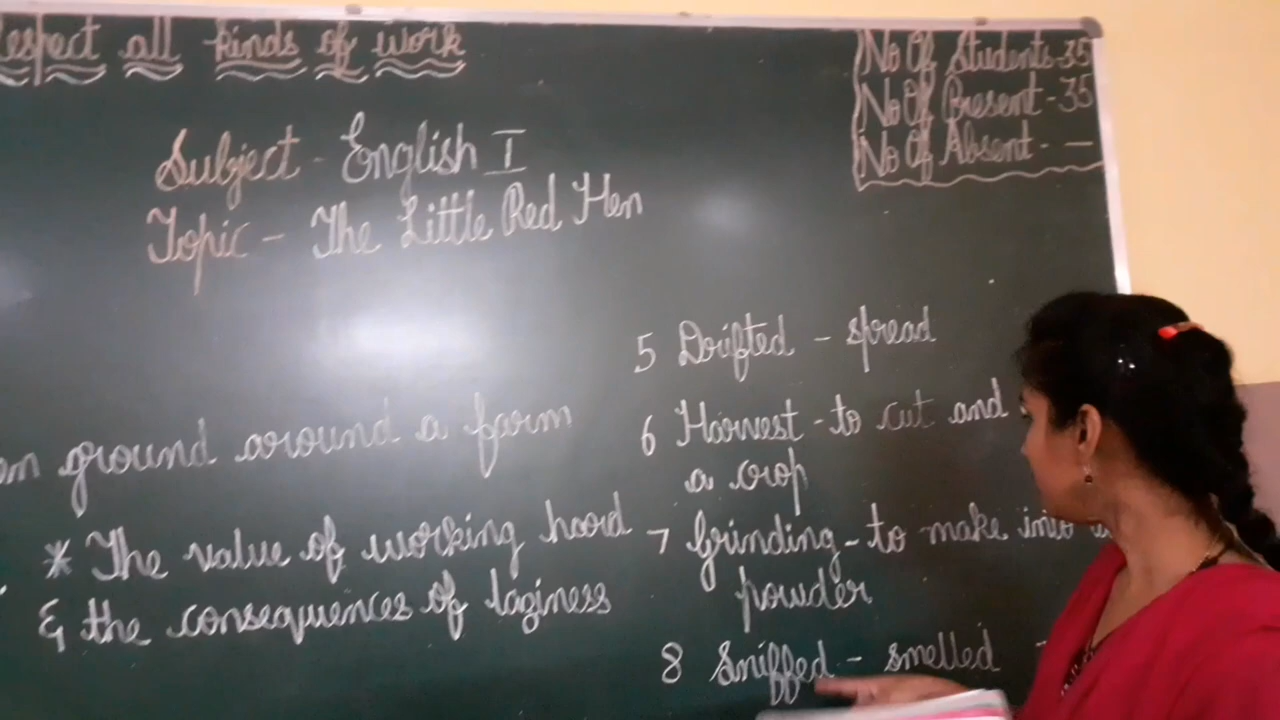 Respect all kinds of work
No Of Students-35
No Of Present-35
No Of Absent- —
Subject - English I
Topic - The Little Red Hen
5 Drifted - spread
ground around a farm
6 Harvest - to cut and
a crop
* The value of working hard
& the consequences of laziness
7 Grinding - to make into
powder
8 Sniffed - smelled